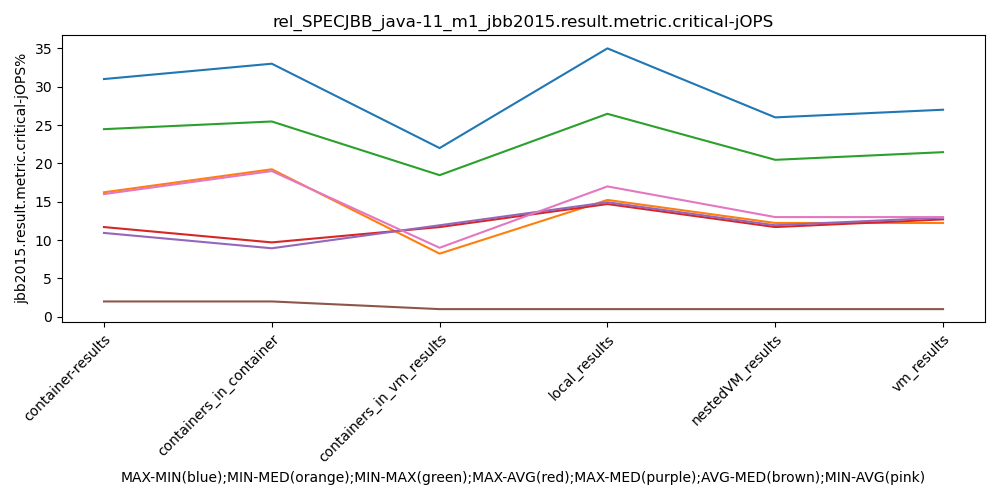 rel_SPECJBB_java-11_m1_jbb2015.result.metric.critical-jOPS
jbb2015.result.metric.critical-jOPS%
35
30
25
20
15
10
5
0
container-results
containers_in_container
containers_in_vm_results
local_results
nestedVM_results
vm_results
MAX-MIN(blue);MIN-MED(orange);MIN-MAX(green);MAX-AVG(red);MAX-MED(purple);AVG-MED(brown);MIN-AVG(pink)